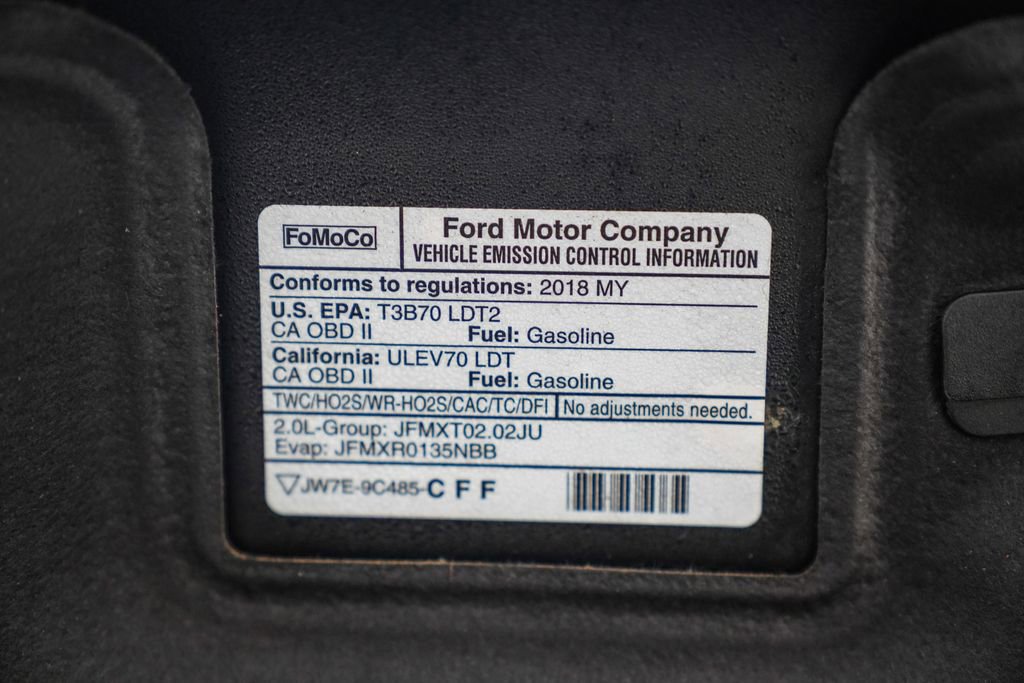 FoMoCo
Ford Motor Company
VEHICLE EMISSION CONTROL INFORMATION
Conforms to regulations: 2018 MY
U.S. EPA: T3B70 LDT2
CA OBD II Fuel: Gasoline
California: ULEV70 LDT
CA OBD II Fuel: Gasoline
TWC/HO2S/WR-HO2S/CAC/TC/DFI No adjustments needed.
2.0L-Group: JFMXT02.02JU
Evap: JFMXR0135NBB
JW7E-9C485-C F F